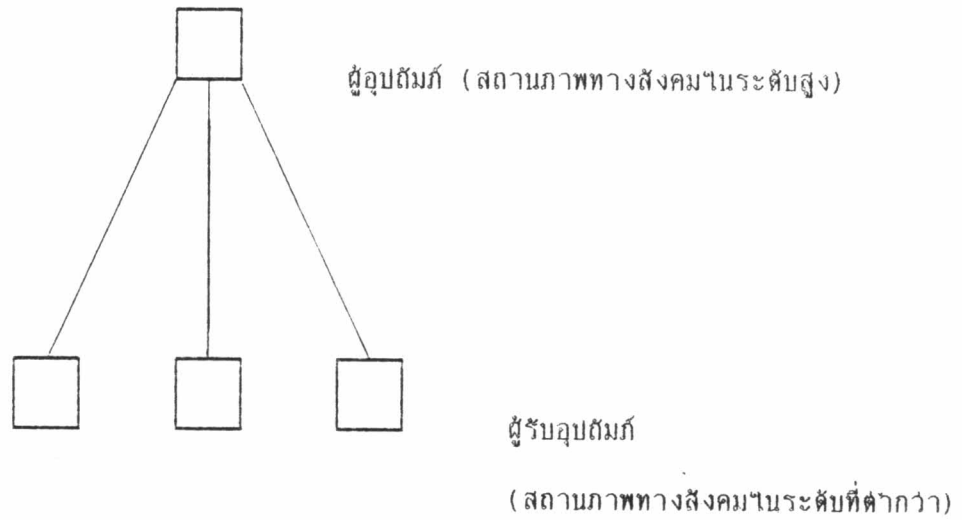 ผู้อุปถัมภ์ (สถานภาพทางสังคมในระดับสูง)
ผู้รับอุปถัมภ์
(สถานภาพทางสังคมในระดับที่ต่ำกว่า)